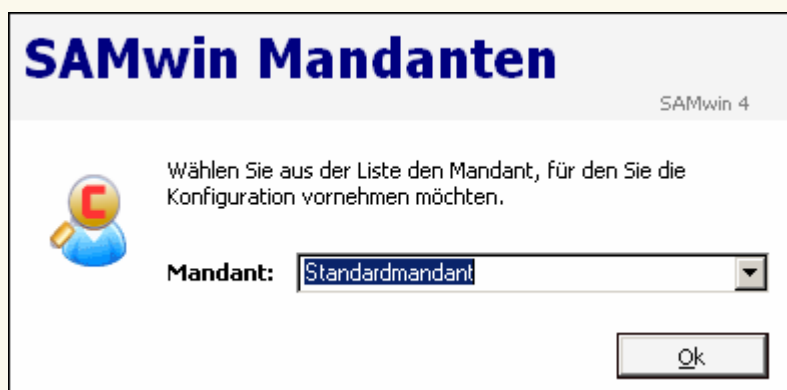 SAMwin Mandanten
SAMwin 4
Wählen Sie aus der Liste den Mandant, für den Sie die
Konfiguration vornehmen möchten.
Mandant: Standardmandant
Ok